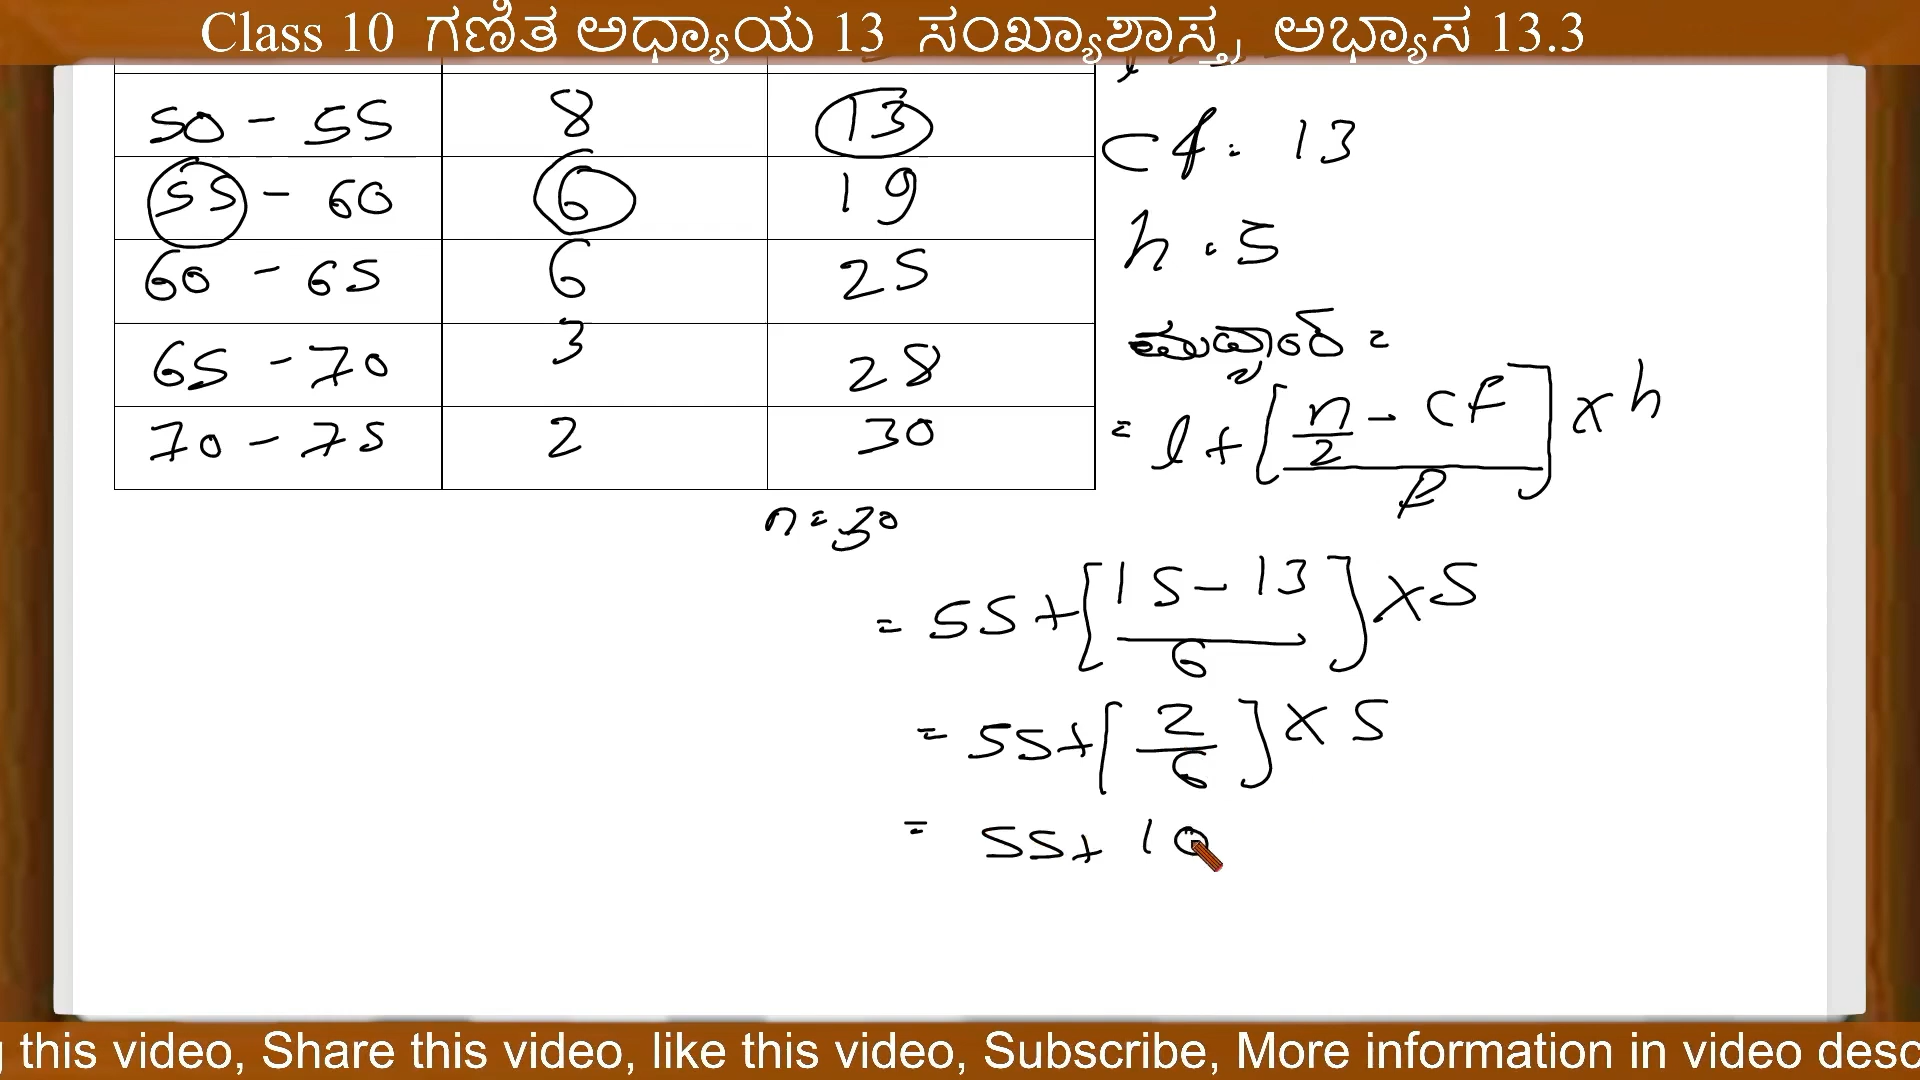 Class 10 ಗಣಿತ ಅಧ್ಯಾಯ 13 ಸಂಖ್ಯಾಶಾಸ್ತ್ರ ಅಭ್ಯಾಸ 13.3
50 - 55 8 13
55 - 60 6 19
60 - 65 6 25
65 - 70 3 28
70 - 75 2 30
n = 30
cf = 13
h = 5
=
= l + [n/2 - cf / f] x h
= 55 + [15 - 13 / 6] x 5
= 55 + [2/6] x 5
= 55 + 10
g this video, Share this video, like this video, Subscribe, More information in video desc